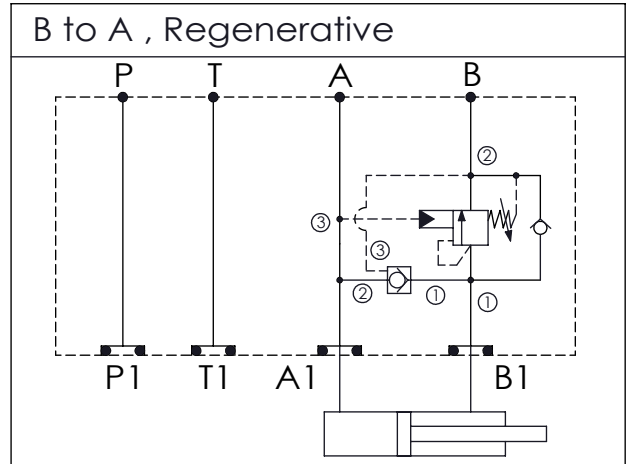 B to A , Regenerative
P T A B
②
③
③
② ① ①
P1 T1 A1 B1